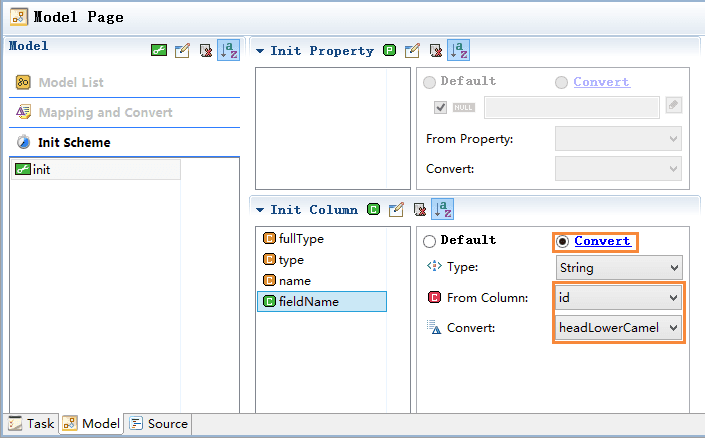 Model Page
Model
Model List
Mapping and Convert
Init Scheme
init
Init Property
Default
Convert
NULL
From Property:
Convert:
Init Column
fullType
type
name
fieldName
Default
Convert
Type:
String
From Column:
id
Convert:
headLowerCamel
Task
Model
Source